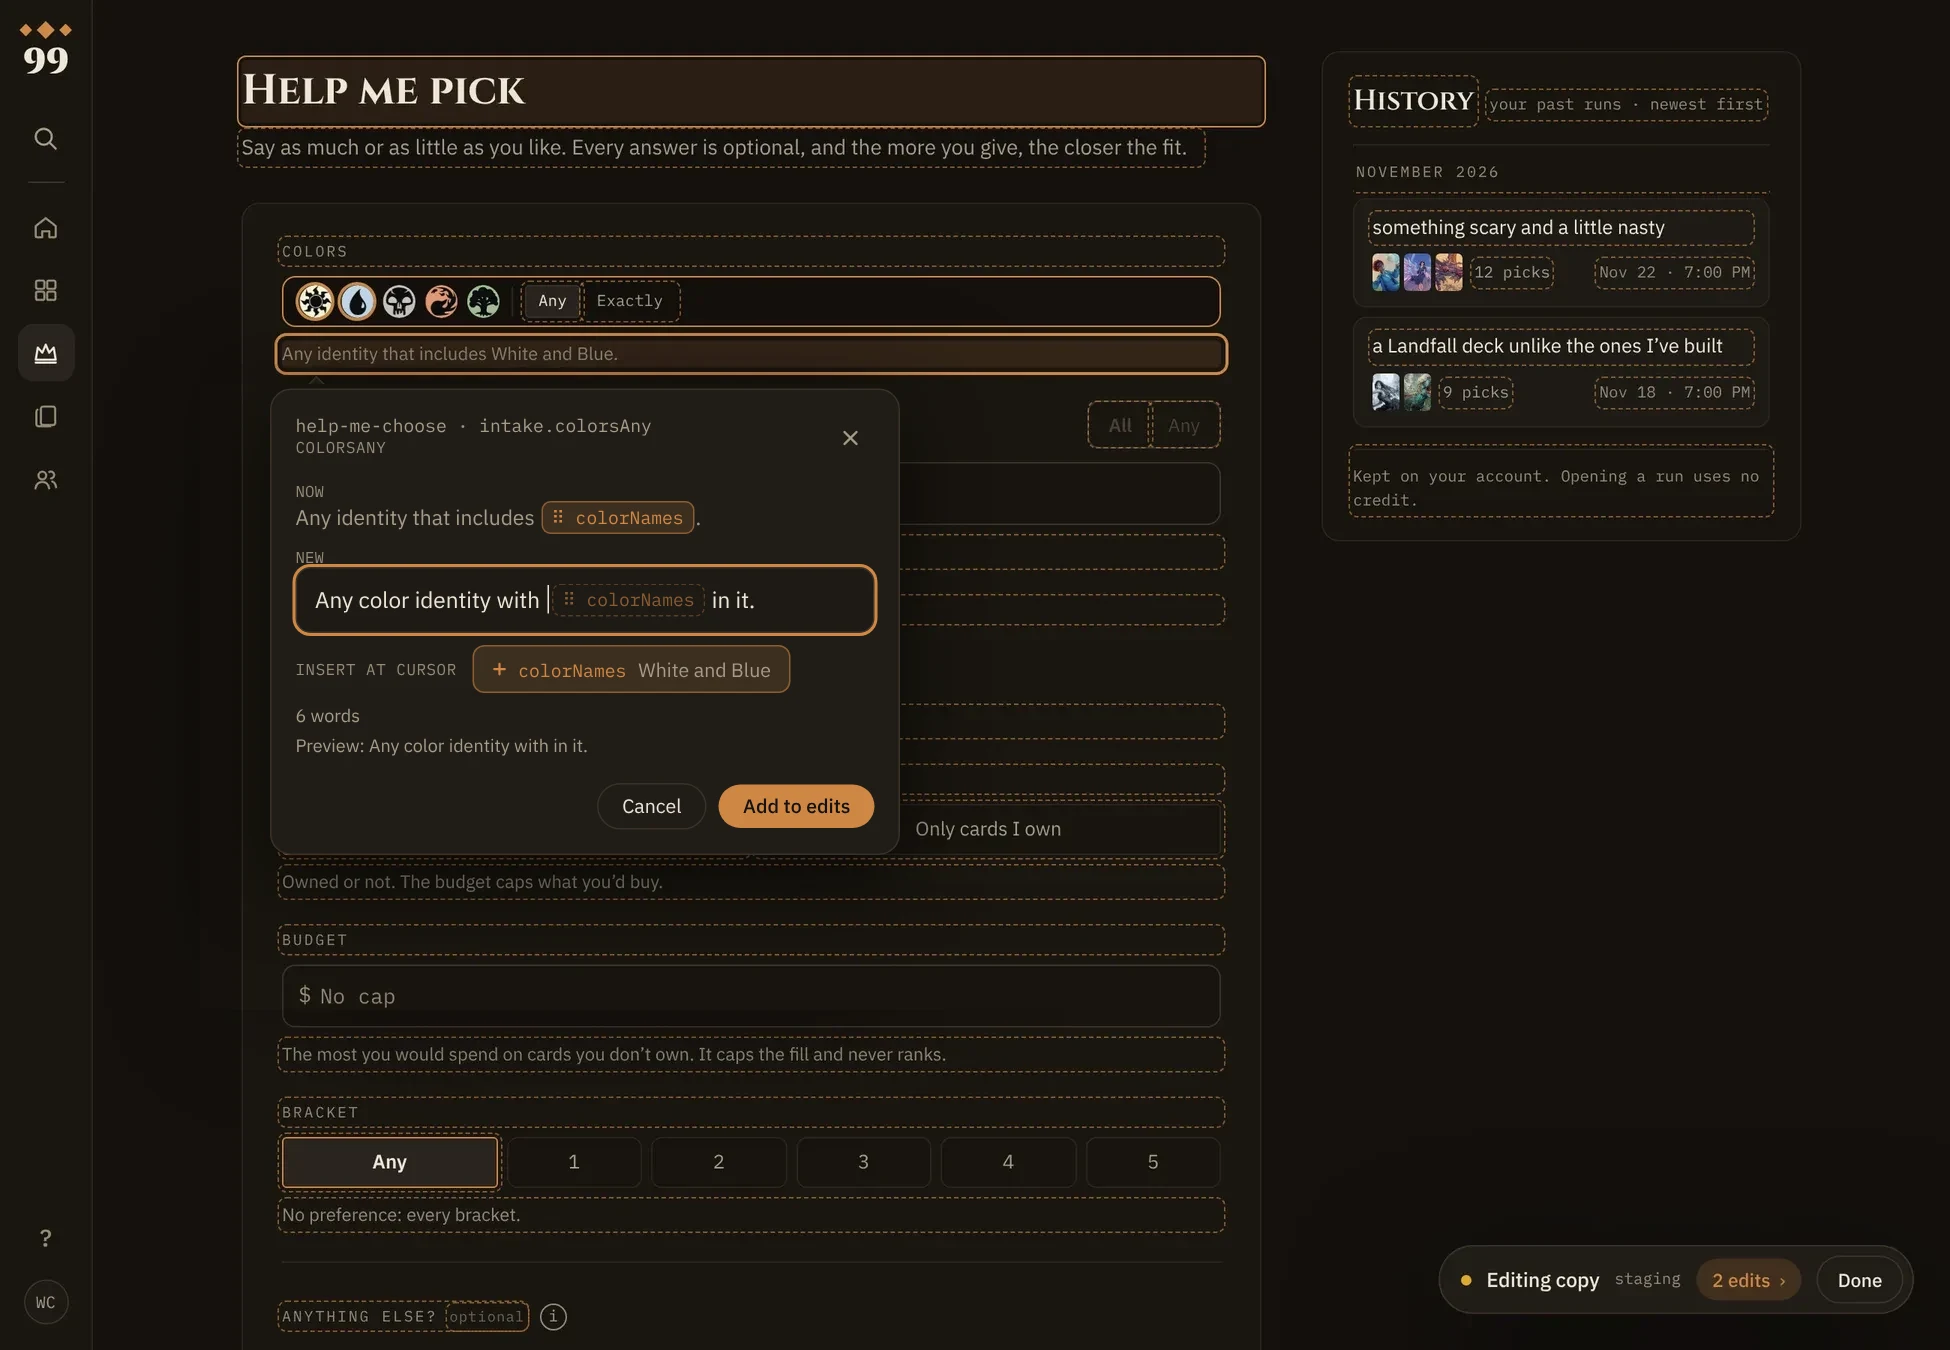 99
Help me pick
Say as much or as little as you like. Every answer is optional, and the more you give, the closer the fit.
COLORS
Any Exactly
Any identity that includes White and Blue.
All Any
help-me-choose · intake.colorsAny
COLORSANY
NOW
Any identity that includes colorNames.
NEW
Any color identity with colorNames in it.
INSERT AT CURSOR + colorNames White and Blue
6 words
Preview: Any color identity with in it.
Cancel Add to edits
Only cards I own
Owned or not. The budget caps what you’d buy.
BUDGET
$ No cap
The most you would spend on cards you don’t own. It caps the fill and never ranks.
BRACKET
Any 1 2 3 4 5
No preference: every bracket.
ANYTHING ELSE? optional i
History your past runs · newest first
NOVEMBER 2026
something scary and a little nasty
12 picks Nov 22 · 7:00 PM
a Landfall deck unlike the ones I’ve built
9 picks Nov 18 · 7:00 PM
Kept on your account. Opening a run uses no
credit.
?
WC
Editing copy staging 2 edits › Done